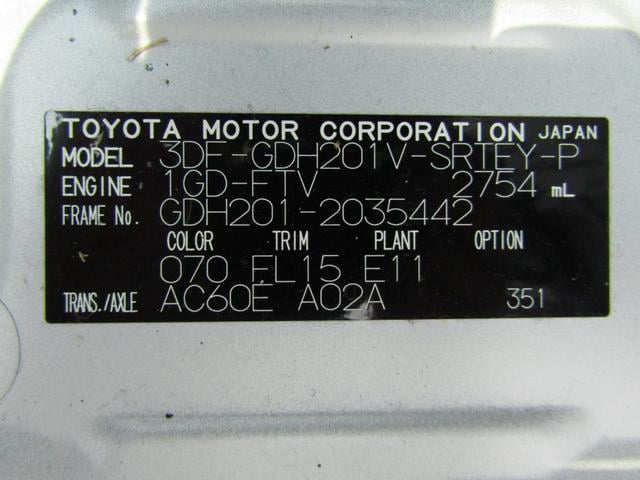 TOYOTA MOTOR CORPORATION JAPAN
MODEL 3DF-GDH201V-SRTEY-P
ENGINE 1GD-FTV 2754 mL
FRAME No. GDH201-2035442
COLOR TRIM PLANT OPTION
070 FL15 E11
TRANS./AXLE AC60E A02A 351